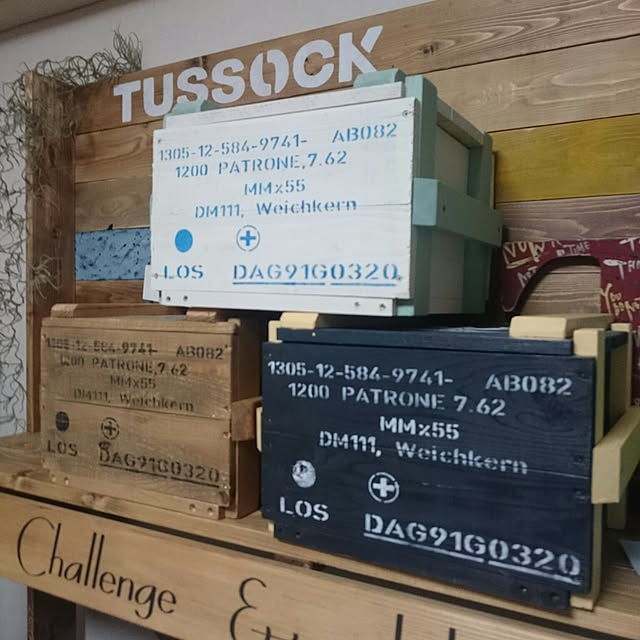 TUSSOCK
1305-12-584-9741- AB082
1200 PATRONE,7.62
MMx55
DM111, Weichkern
LOS DAG91G0320
1305-12-584-9741- AB082
1200 PATRONE,7.62
MMx55
DM111, Weichkern
LOS DAG91G0320
1305-12-584-9741- AB082
1200 PATRONE 7.62
MMx55
DM111, Weichkern
LOS DAG91G0320
Challenge